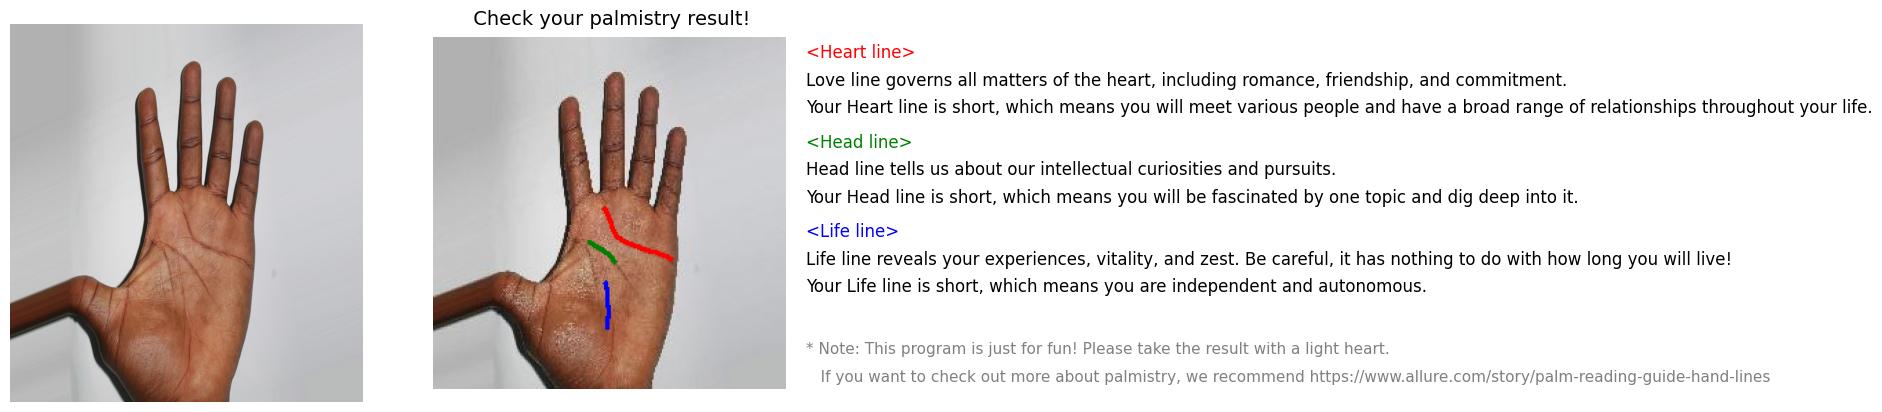 Check your palmistry result!
<Heart line>
Love line governs all matters of the heart, including romance, friendship, and commitment.
Your Heart line is short, which means you will meet various people and have a broad range of relationships throughout your life.
<Head line>
Head line tells us about our intellectual curiosities and pursuits.
Your Head line is short, which means you will be fascinated by one topic and dig deep into it.
<Life line>
Life line reveals your experiences, vitality, and zest. Be careful, it has nothing to do with how long you will live!
Your Life line is short, which means you are independent and autonomous.
* Note: This program is just for fun! Please take the result with a light heart.
If you want to check out more about palmistry, we recommend https://www.allure.com/story/palm-reading-guide-hand-lines